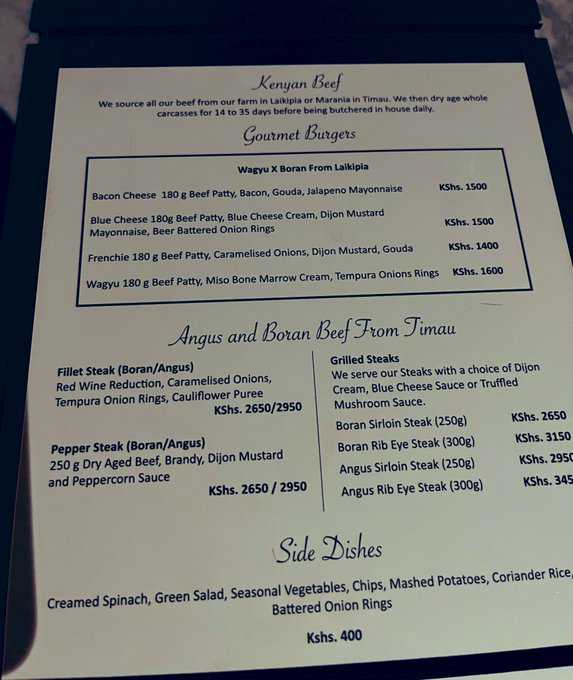 Kenyan Beef
We source all our beef from our farm in Laikipia or Marania in Timau. We then dry age whole
carcasses for 14 to 35 days before being butchered in house daily.
Gourmet Burgers
Wagyu X Boran From Laikipia
Bacon Cheese 180 g Beef Patty, Bacon, Gouda, Jalapeno Mayonnaise KShs. 1500
Blue Cheese 180g Beef Patty, Blue Cheese Cream, Dijon Mustard
Mayonnaise, Beer Battered Onion Rings KShs. 1500
Frenchie 180 g Beef Patty, Caramelised Onions, Dijon Mustard, Gouda KShs. 1400
Wagyu 180 g Beef Patty, Miso Bone Marrow Cream, Tempura Onions Rings KShs. 1600
Angus and Boran Beef From Timau
Fillet Steak (Boran/Angus)
Red Wine Reduction, Caramelised Onions,
Tempura Onion Rings, Cauliflower Puree
KShs. 2650/2950
Pepper Steak (Boran/Angus)
250 g Dry Aged Beef, Brandy, Dijon Mustard
and Peppercorn Sauce
KShs. 2650 / 2950
Grilled Steaks
We serve our Steaks with a choice of Dijon
Cream, Blue Cheese Sauce or Truffled
Mushroom Sauce.
Boran Sirloin Steak (250g) KShs. 2650
Boran Rib Eye Steak (300g) KShs. 3150
Angus Sirloin Steak (250g) KShs. 2950
Angus Rib Eye Steak (300g) KShs. 345
Side Dishes
Creamed Spinach, Green Salad, Seasonal Vegetables, Chips, Mashed Potatoes, Coriander Rice,
Battered Onion Rings
Kshs. 400